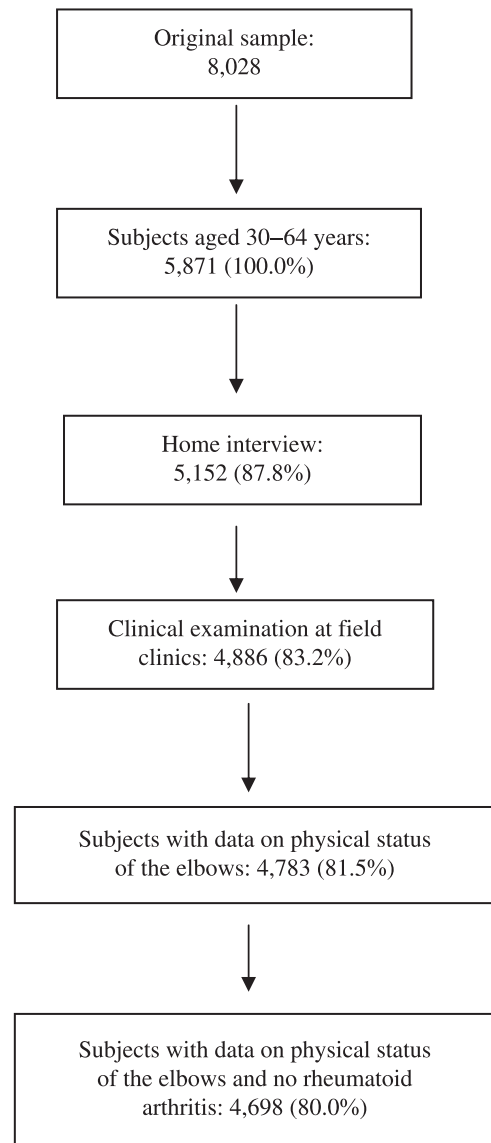 Original sample:
8,028
Subjects aged 30–64 years:
5,871 (100.0%)
Home interview:
5,152 (87.8%)
Clinical examination at field
clinics: 4,886 (83.2%)
Subjects with data on physical status
of the elbows: 4,783 (81.5%)
Subjects with data on physical status
of the elbows and no rheumatoid
arthritis: 4,698 (80.0%)